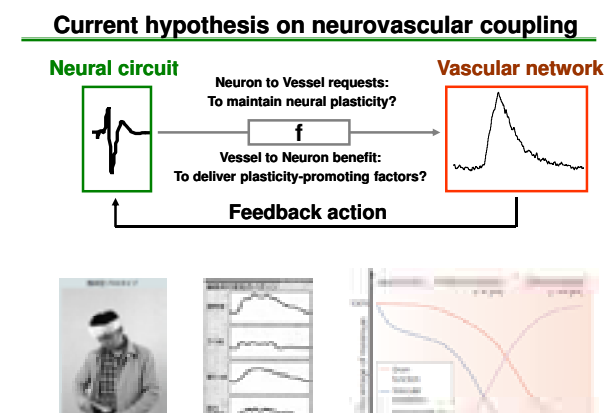 Current hypothesis on neurovascular coupling
Neural circuit
Neuron to Vessel requests:
To maintain neural plasticity?
Vascular network
f
Vessel to Neuron benefit:
To deliver plasticity-promoting factors?
Feedback action